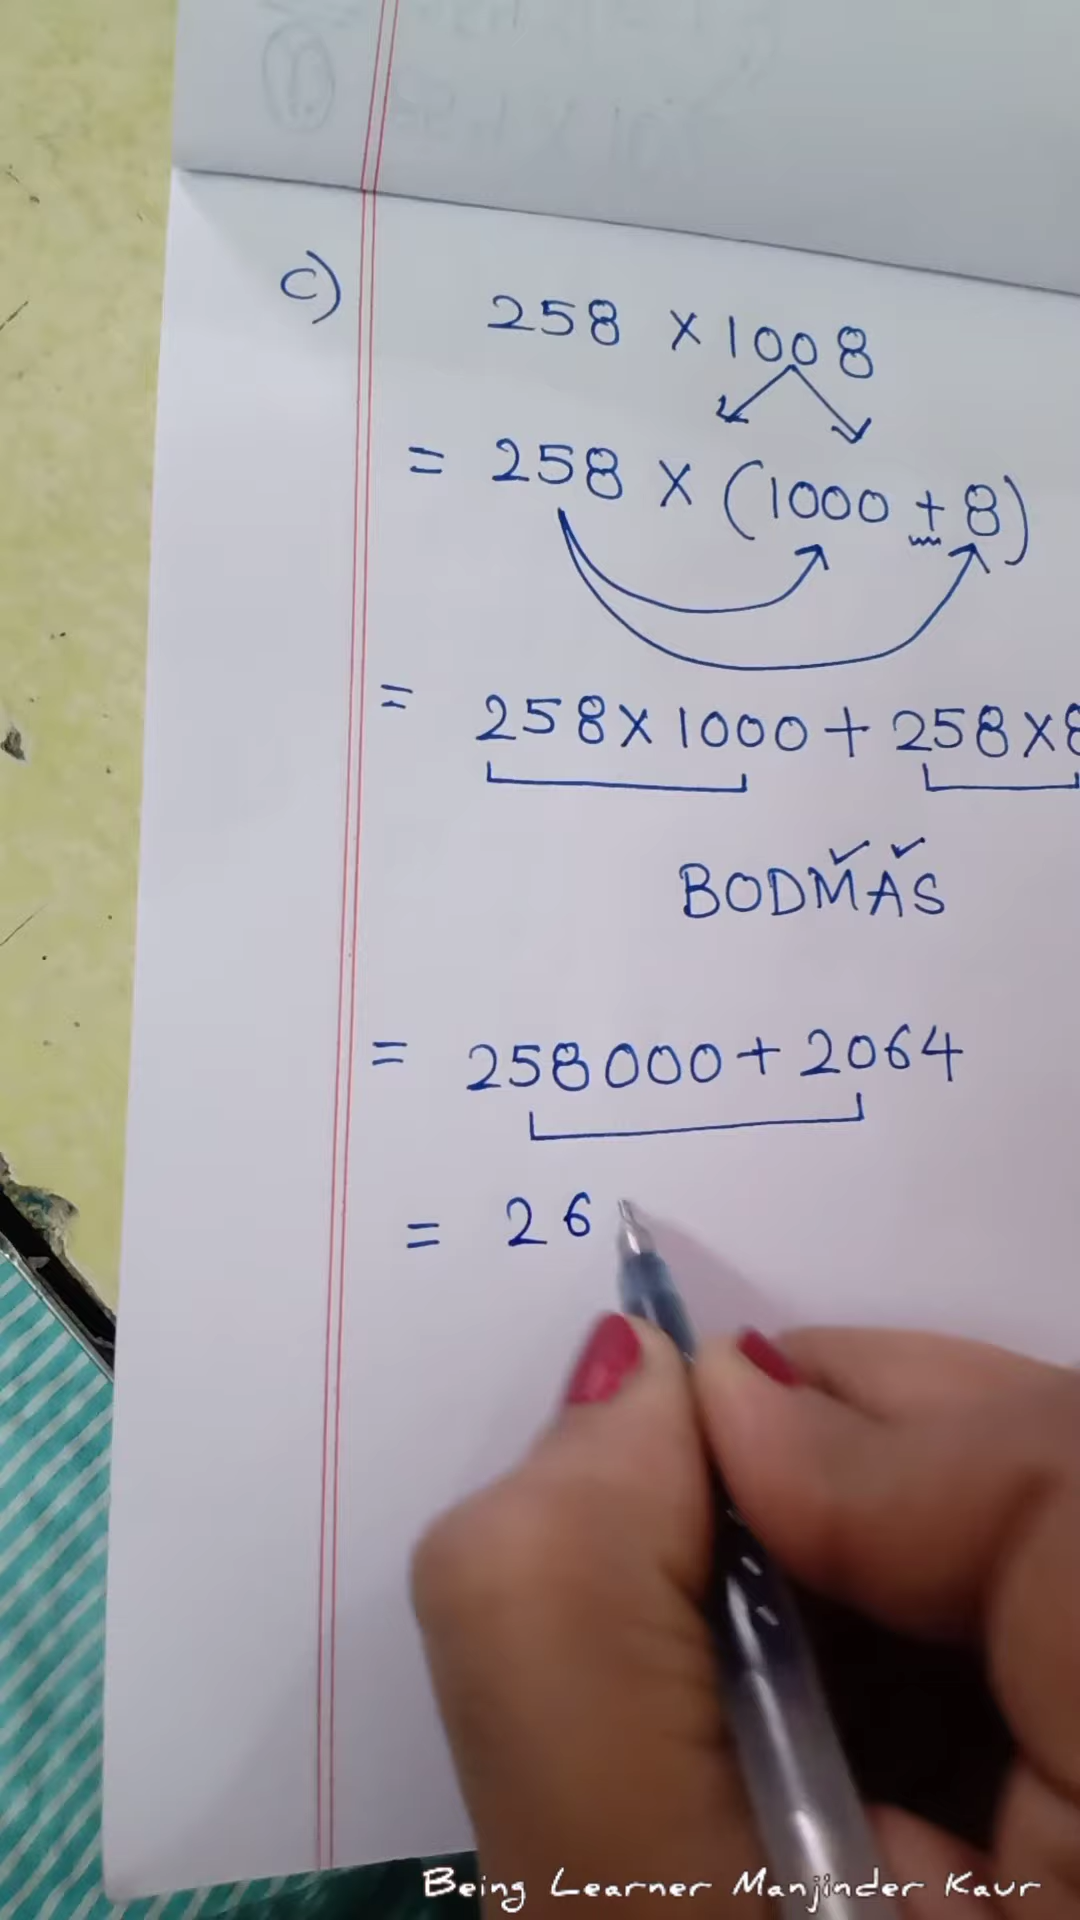 c) 258 × 1008
= 258 × (1000 + 8)
= 258 × 1000 + 258 × 8
BODMAS
= 258000 + 2064
= 26
Being Learner Manjinder Kaur